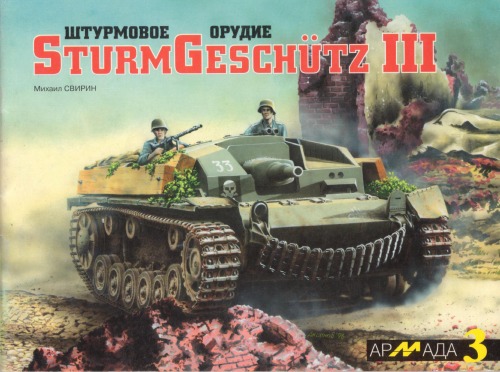 ШТУРМОВОЕ ОРУДИЕ
STURMGESCHÜTZ III
Михаил СВИРИН
33
АРМАДА 3